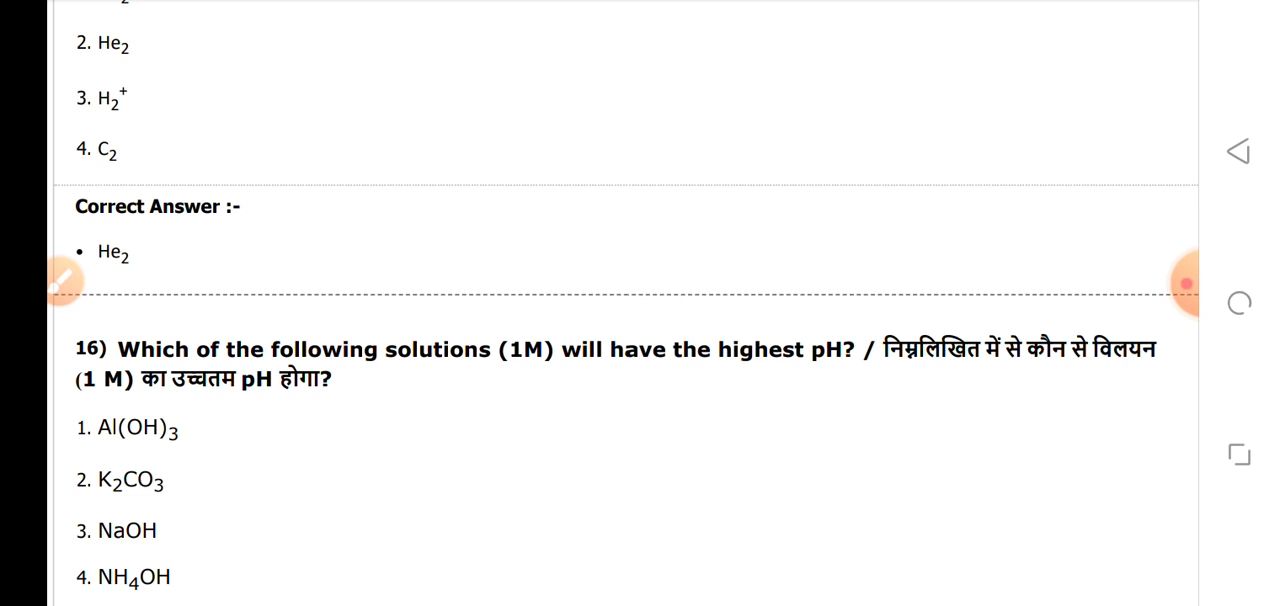 2. He2
3. H2+
4. C2
Correct Answer :-
• He2
16) Which of the following solutions (1M) will have the highest pH? / निम्नलिखित में से कौन से विलयन
(1 M) का उच्चतम pH होगा?
1. Al(OH)3
2. K2CO3
3. NaOH
4. NH4OH